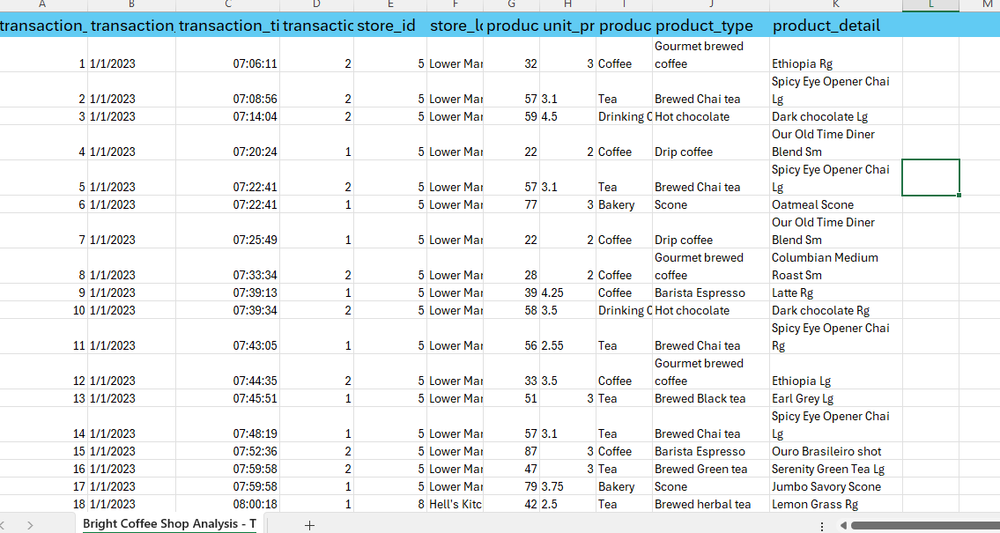 A B C D E F G H I J K L M
transaction_ transaction_ transaction_ti transactic store_id store_lo produc unit_pr produc product_type product_detail
Gourmet brewed
1 1/1/2023 07:06:11 2 5 Lower Mar 32 3 Coffee coffee Ethiopia Rg
Spicy Eye Opener Chai
2 1/1/2023 07:08:56 2 5 Lower Mar 57 3.1 Tea Brewed Chai tea Lg
3 1/1/2023 07:14:04 2 5 Lower Mar 59 4.5 Drinking C Hot chocolate Dark chocolate Lg
Our Old Time Diner
4 1/1/2023 07:20:24 1 5 Lower Mar 22 2 Coffee Drip coffee Blend Sm
Spicy Eye Opener Chai
5 1/1/2023 07:22:41 2 5 Lower Mar 57 3.1 Tea Brewed Chai tea Lg
6 1/1/2023 07:22:41 1 5 Lower Mar 77 3 Bakery Scone Oatmeal Scone
Our Old Time Diner
7 1/1/2023 07:25:49 1 5 Lower Mar 22 2 Coffee Drip coffee Blend Sm
Gourmet brewed Columbian Medium
8 1/1/2023 07:33:34 2 5 Lower Mar 28 2 Coffee coffee Roast Sm
9 1/1/2023 07:39:13 1 5 Lower Mar 39 4.25 Coffee Barista Espresso Latte Rg
10 1/1/2023 07:39:34 2 5 Lower Mar 58 3.5 Drinking C Hot chocolate Dark chocolate Rg
Spicy Eye Opener Chai
11 1/1/2023 07:43:05 1 5 Lower Mar 56 2.55 Tea Brewed Chai tea Rg
Gourmet brewed
12 1/1/2023 07:44:35 2 5 Lower Mar 33 3.5 Coffee coffee Ethiopia Lg
13 1/1/2023 07:45:51 1 5 Lower Mar 51 3 Tea Brewed Black tea Earl Grey Lg
Spicy Eye Opener Chai
14 1/1/2023 07:48:19 1 5 Lower Mar 57 3.1 Tea Brewed Chai tea Lg
15 1/1/2023 07:52:36 2 5 Lower Mar 87 3 Coffee Barista Espresso Ouro Brasileiro shot
16 1/1/2023 07:59:58 2 5 Lower Mar 47 3 Tea Brewed Green tea Serenity Green Tea Lg
17 1/1/2023 07:59:58 1 5 Lower Mar 79 3.75 Bakery Scone Jumbo Savory Scone
18 1/1/2023 08:00:18 1 8 Hell's Kitc 42 2.5 Tea Brewed herbal tea Lemon Grass Rg
Bright Coffee Shop Analysis - T